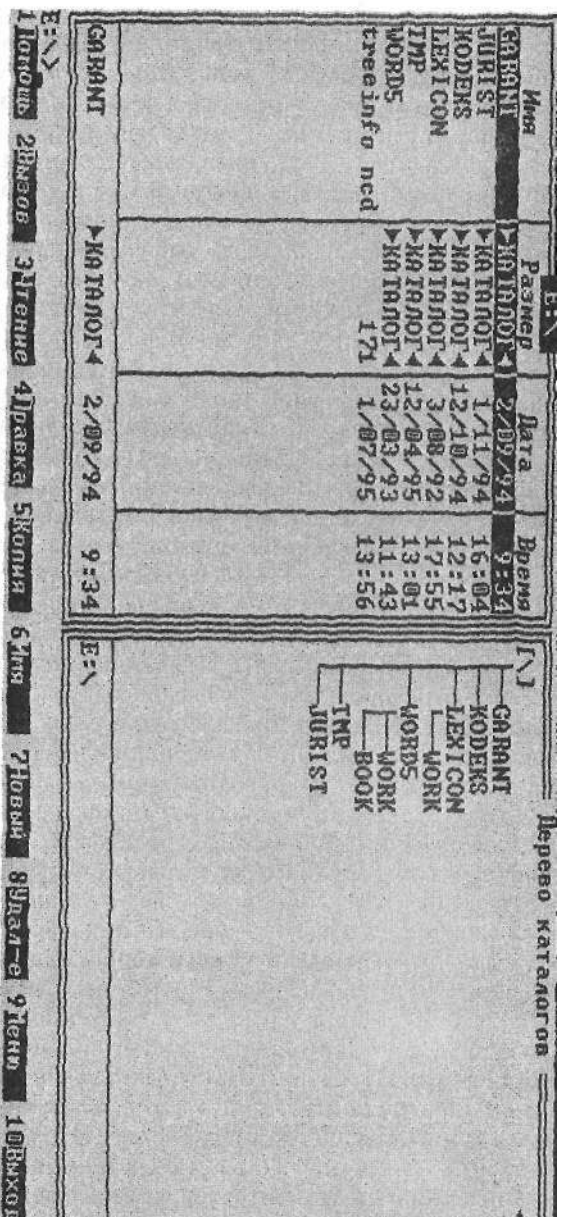 E:\
Имя Размер Дата Время
GARANT ►КАТАЛОГ◄ 2/09/94 9:34
JURIST ►КАТАЛОГ◄ 1/11/94 16:04
KODEKS ►КАТАЛОГ◄ 12/10/94 12:17
LEXICON ►КАТАЛОГ◄ 3/08/92 17:55
TMP ►КАТАЛОГ◄ 12/04/95 13:01
WORD5 ►КАТАЛОГ◄ 23/03/93 11:43
treeinfo ncd 171 1/07/95 13:56
GARANT ►КАТАЛОГ◄ 2/09/94 9:34
Дерево каталогов
[\]
GARANT
KODEKS
LEXICON
WORK
WORD5
WORK
BOOK
TMP
JURIST
E:\
E:\>
1Помощь 2Вызов 3Чтение 4Правка 5Копия 6Имя 7Новый 8Удал-е 9Меню 10Выход